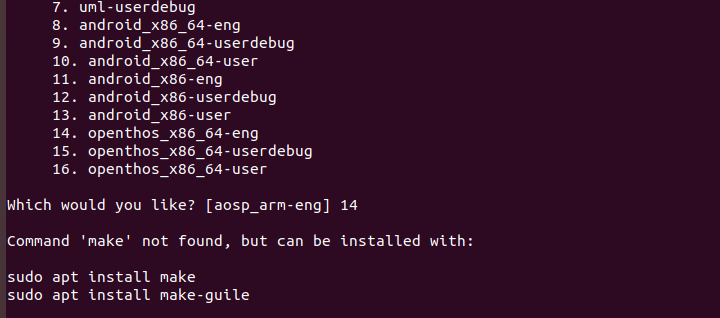 7. uml-userdebug
8. android_x86_64-eng
9. android_x86_64-userdebug
10. android_x86_64-user
11. android_x86-eng
12. android_x86-userdebug
13. android_x86-user
14. openthos_x86_64-eng
15. openthos_x86_64-userdebug
16. openthos_x86_64-user
Which would you like? [aosp_arm-eng] 14
Command 'make' not found, but can be installed with:
sudo apt install make
sudo apt install make-guile